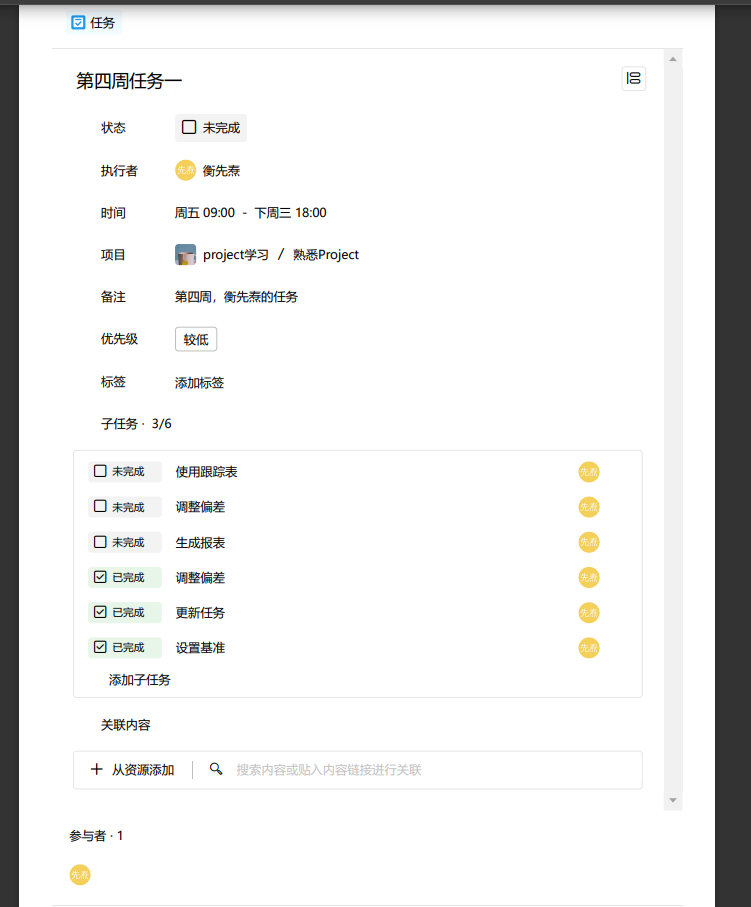 任务
第四周任务一
状态 未完成
执行者 先焘 衡先焘
时间 周五 09:00 - 下周三 18:00
项目 project学习 / 熟悉Project
备注 第四周，衡先焘的任务
优先级 较低
标签 添加标签
子任务 · 3/6
未完成 使用跟踪表 先焘
未完成 调整偏差 先焘
未完成 生成报表 先焘
已完成 调整偏差 先焘
已完成 更新任务 先焘
已完成 设置基准 先焘
添加子任务
关联内容
从资源添加 搜索内容或贴入内容链接进行关联
参与者 · 1
先焘